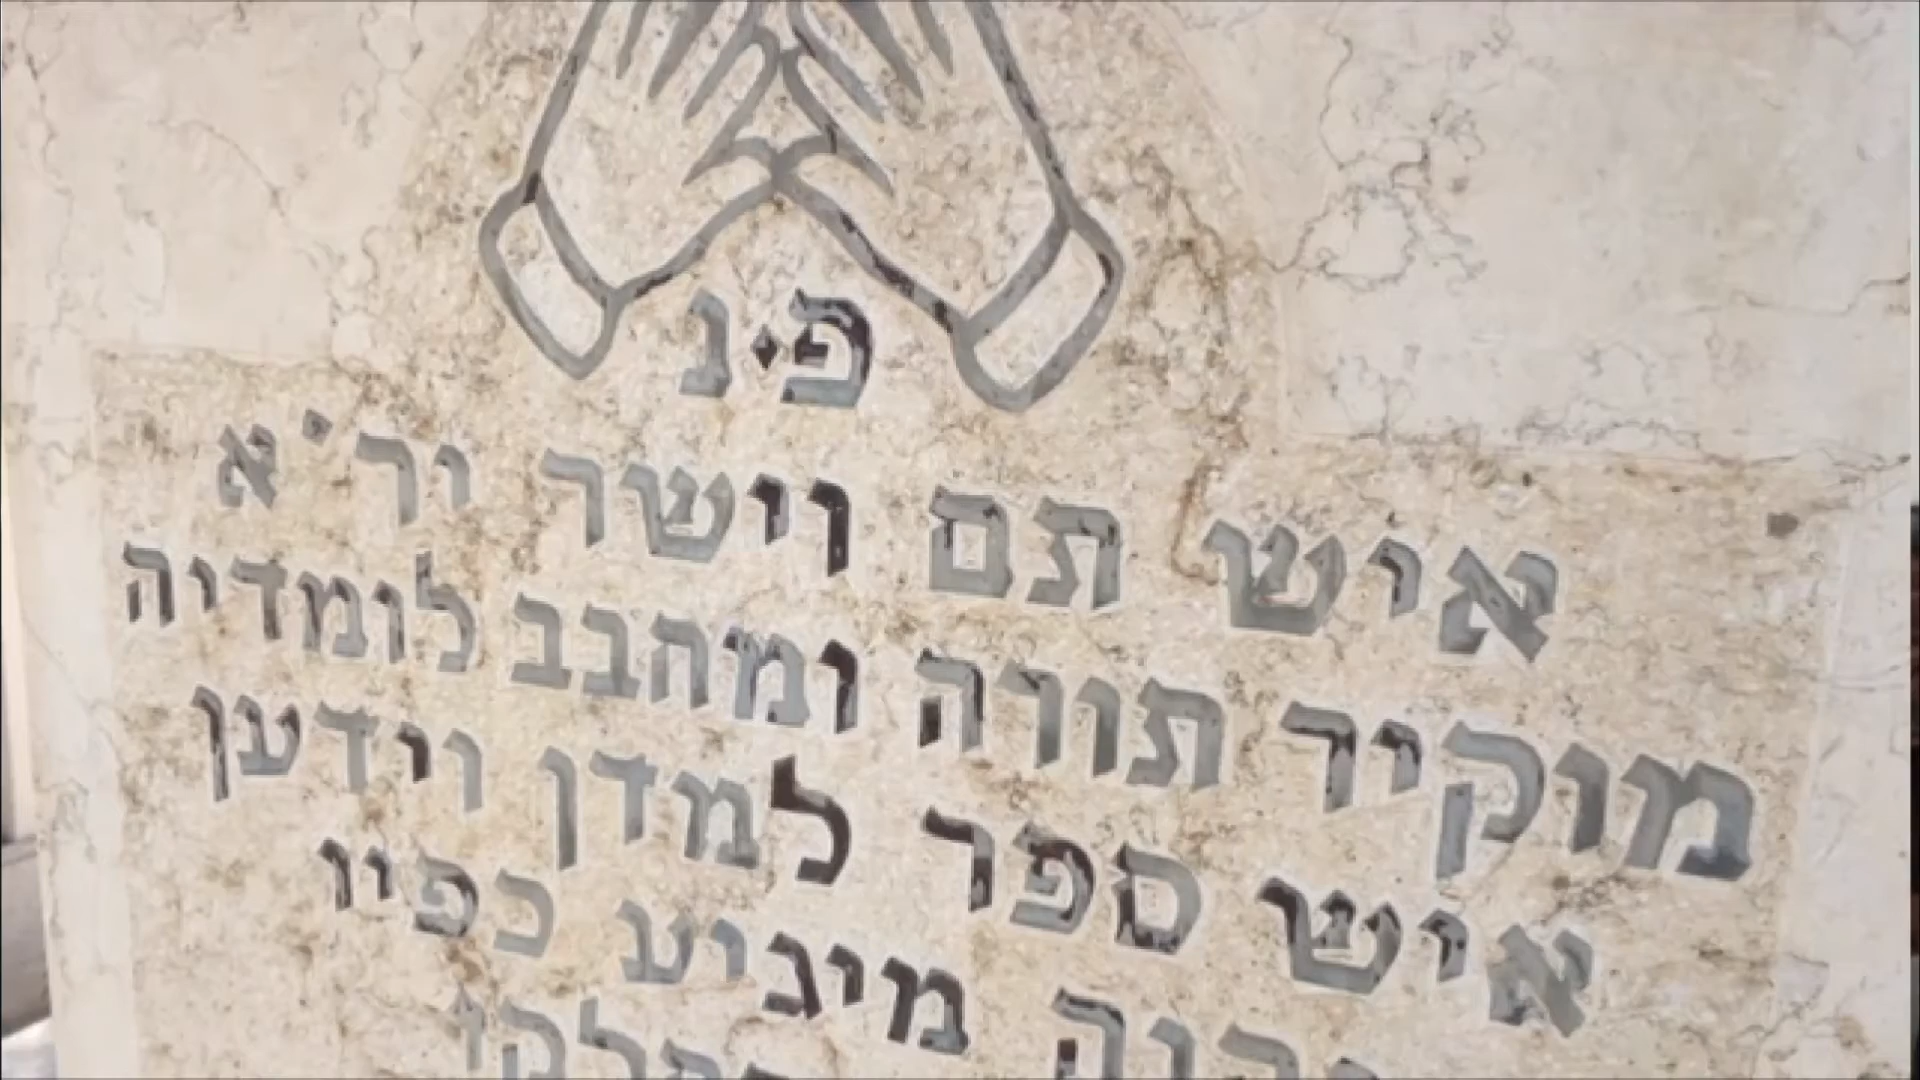 פ·נ
איש תם וישר יר'א
מוקיר תורה ומחבב לומדיה
איש ספר למדן וידען
מיגיע כפיו